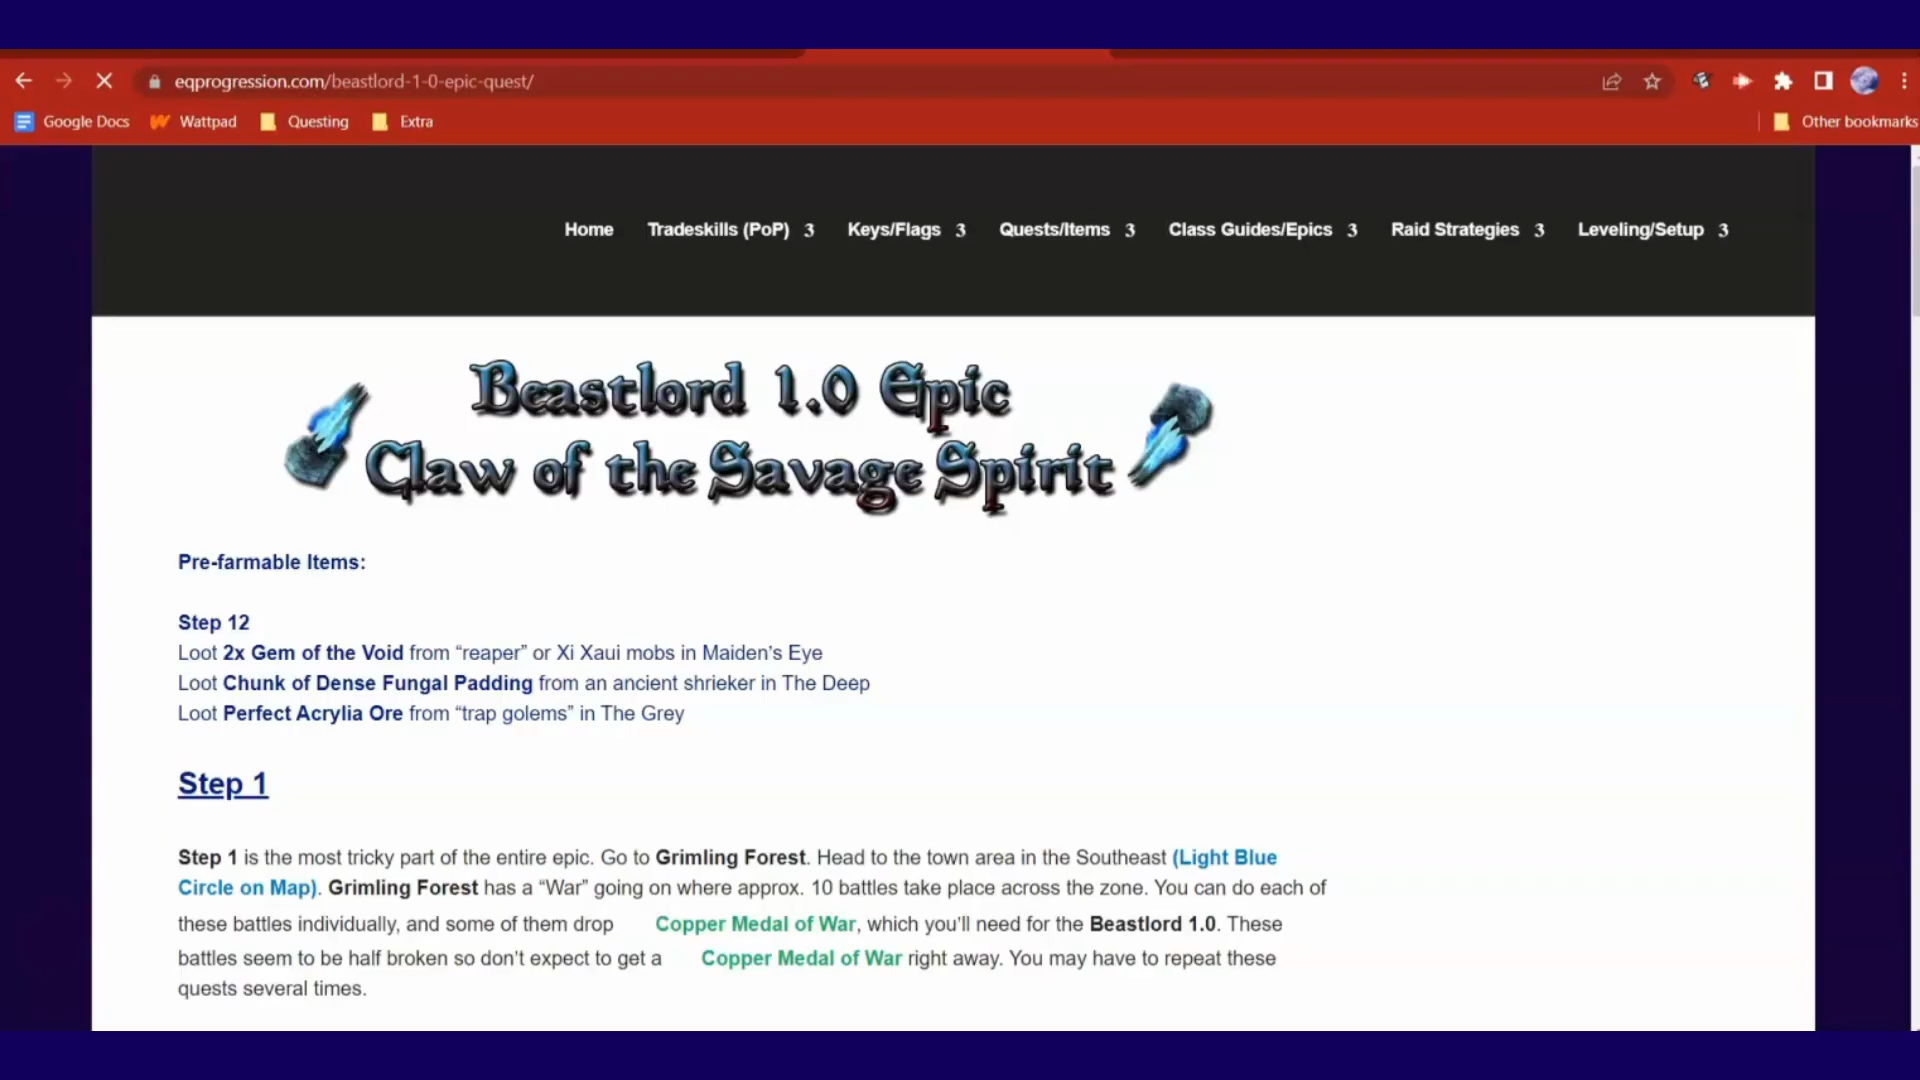 eqprogression.com/beastlord-1-0-epic-quest/
Google Docs Wattpad Questing Extra Other bookmarks
Home Tradeskills (PoP) 3 Keys/Flags 3 Quests/Items 3 Class Guides/Epics 3 Raid Strategies 3 Leveling/Setup 3
Beastlord 1.0 Epic
Claw of the Savage Spirit
Pre-farmable Items:
Step 12
Loot 2x Gem of the Void from “reaper” or Xi Xaui mobs in Maiden’s Eye
Loot Chunk of Dense Fungal Padding from an ancient shrieker in The Deep
Loot Perfect Acrylia Ore from “trap golems” in The Grey
Step 1
Step 1 is the most tricky part of the entire epic. Go to Grimling Forest. Head to the town area in the Southeast (Light Blue
Circle on Map). Grimling Forest has a “War” going on where approx. 10 battles take place across the zone. You can do each of
these battles individually, and some of them drop Copper Medal of War, which you’ll need for the Beastlord 1.0. These
battles seem to be half broken so don’t expect to get a Copper Medal of War right away. You may have to repeat these
quests several times.